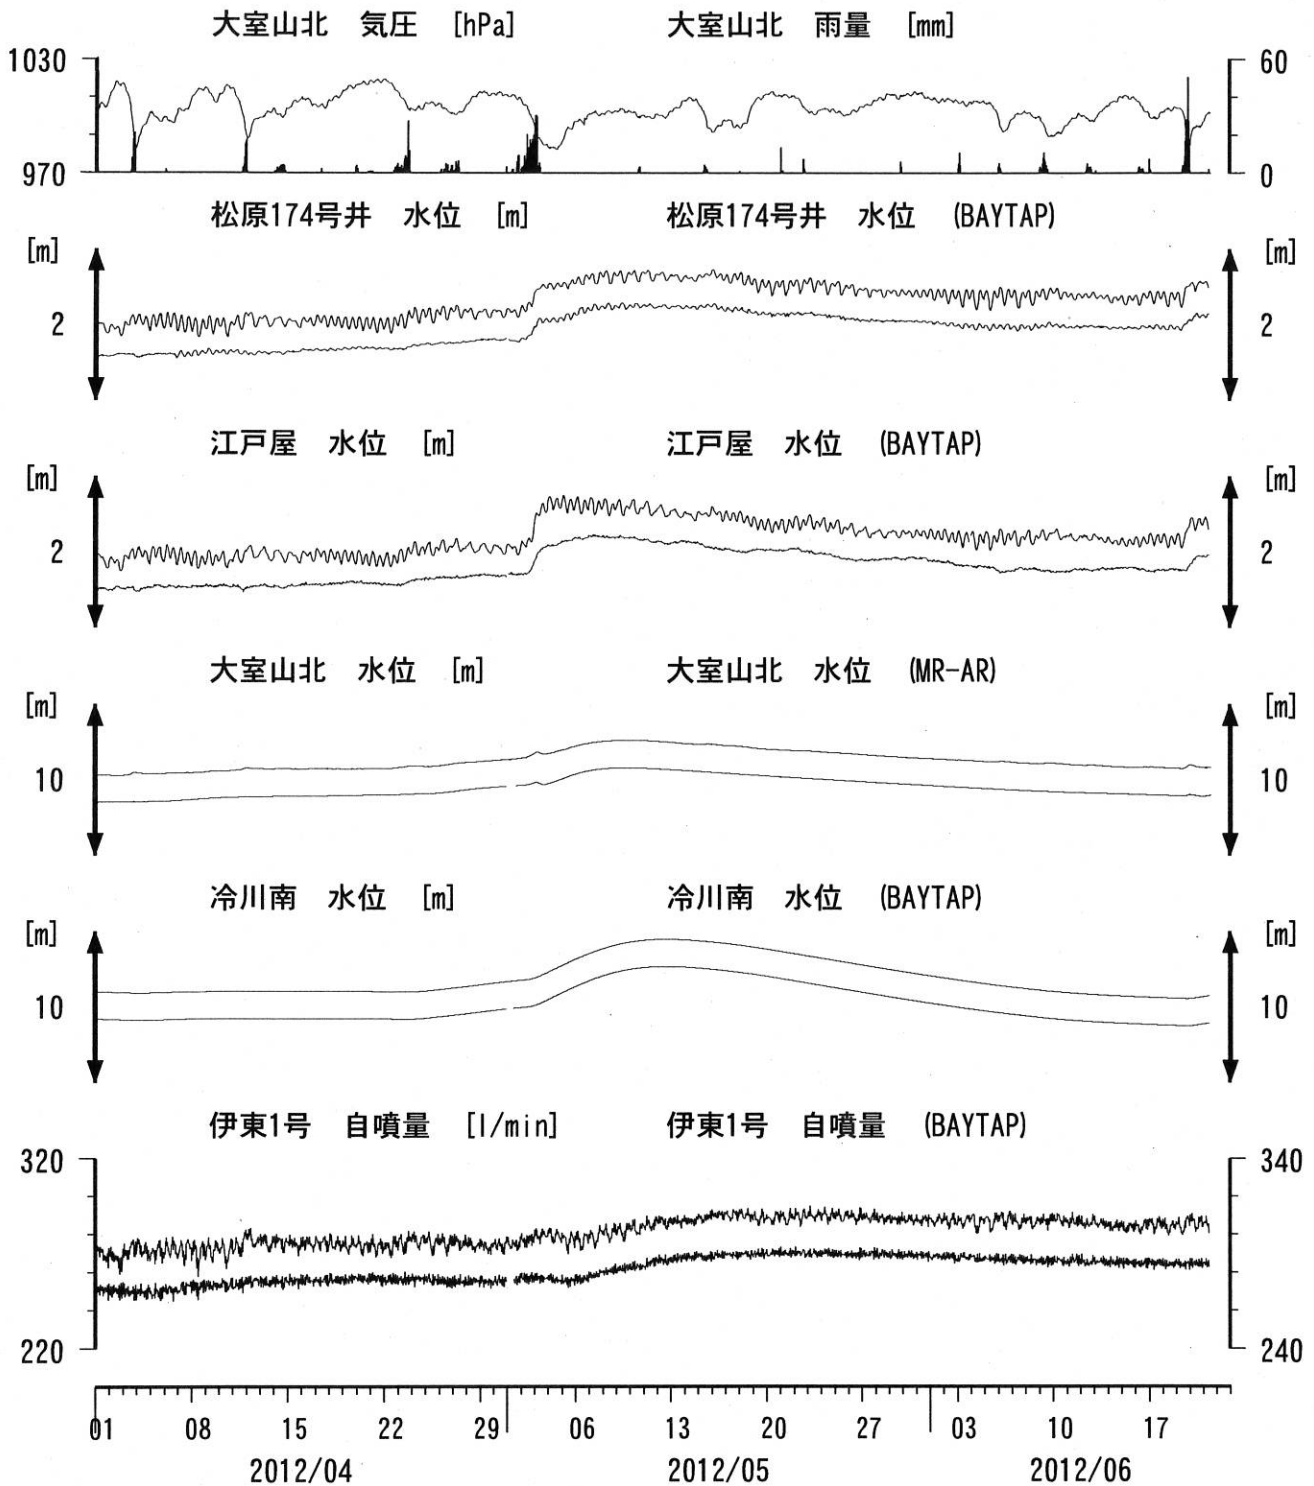 大室山北 気圧 [hPa] 大室山北 雨量 [mm]
1030 60
970 0
松原174号井 水位 [m] 松原174号井 水位 (BAYTAP)
[m] [m]
2 2
江戸屋 水位 [m] 江戸屋 水位 (BAYTAP)
[m] [m]
2 2
大室山北 水位 [m] 大室山北 水位 (MR-AR)
[m] [m]
10 10
冷川南 水位 [m] 冷川南 水位 (BAYTAP)
[m] [m]
10 10
伊東1号 自噴量 [l/min] 伊東1号 自噴量 (BAYTAP)
320 340
220 240
01 08 15 22 29 06 13 20 27 03 10 17
2012/04 2012/05 2012/06